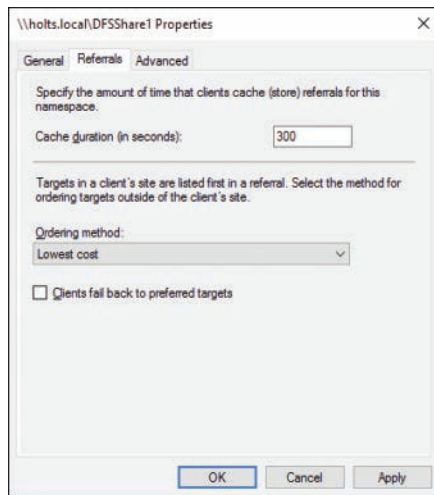 \\holts.local\DFSShare1 Properties
General Referrals Advanced
Specify the amount of time that clients cache (store) referrals for this
namespace.
Cache duration (in seconds): 300
Targets in a client's site are listed first in a referral. Select the method for
ordering targets outside of the client's site.
Ordering method:
Lowest cost
Clients fail back to preferred targets
OK Cancel Apply